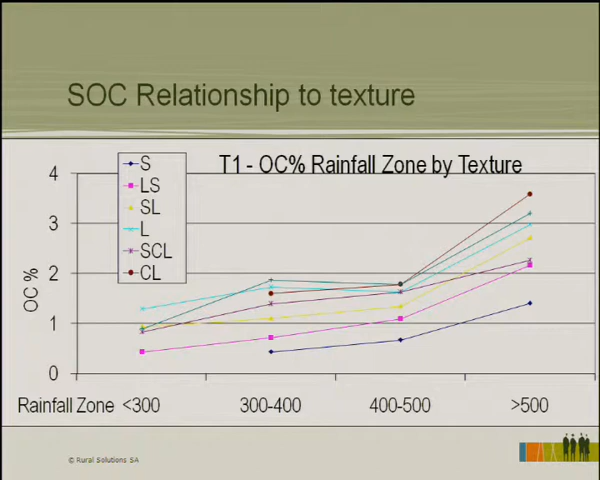 SOC Relationship to texture
T1 - OC% Rainfall Zone by Texture
S
LS
SL
L
SCL
CL
4
3
2
1
0
OC %
Rainfall Zone <300 300-400 400-500 >500
© Rural Solutions SA